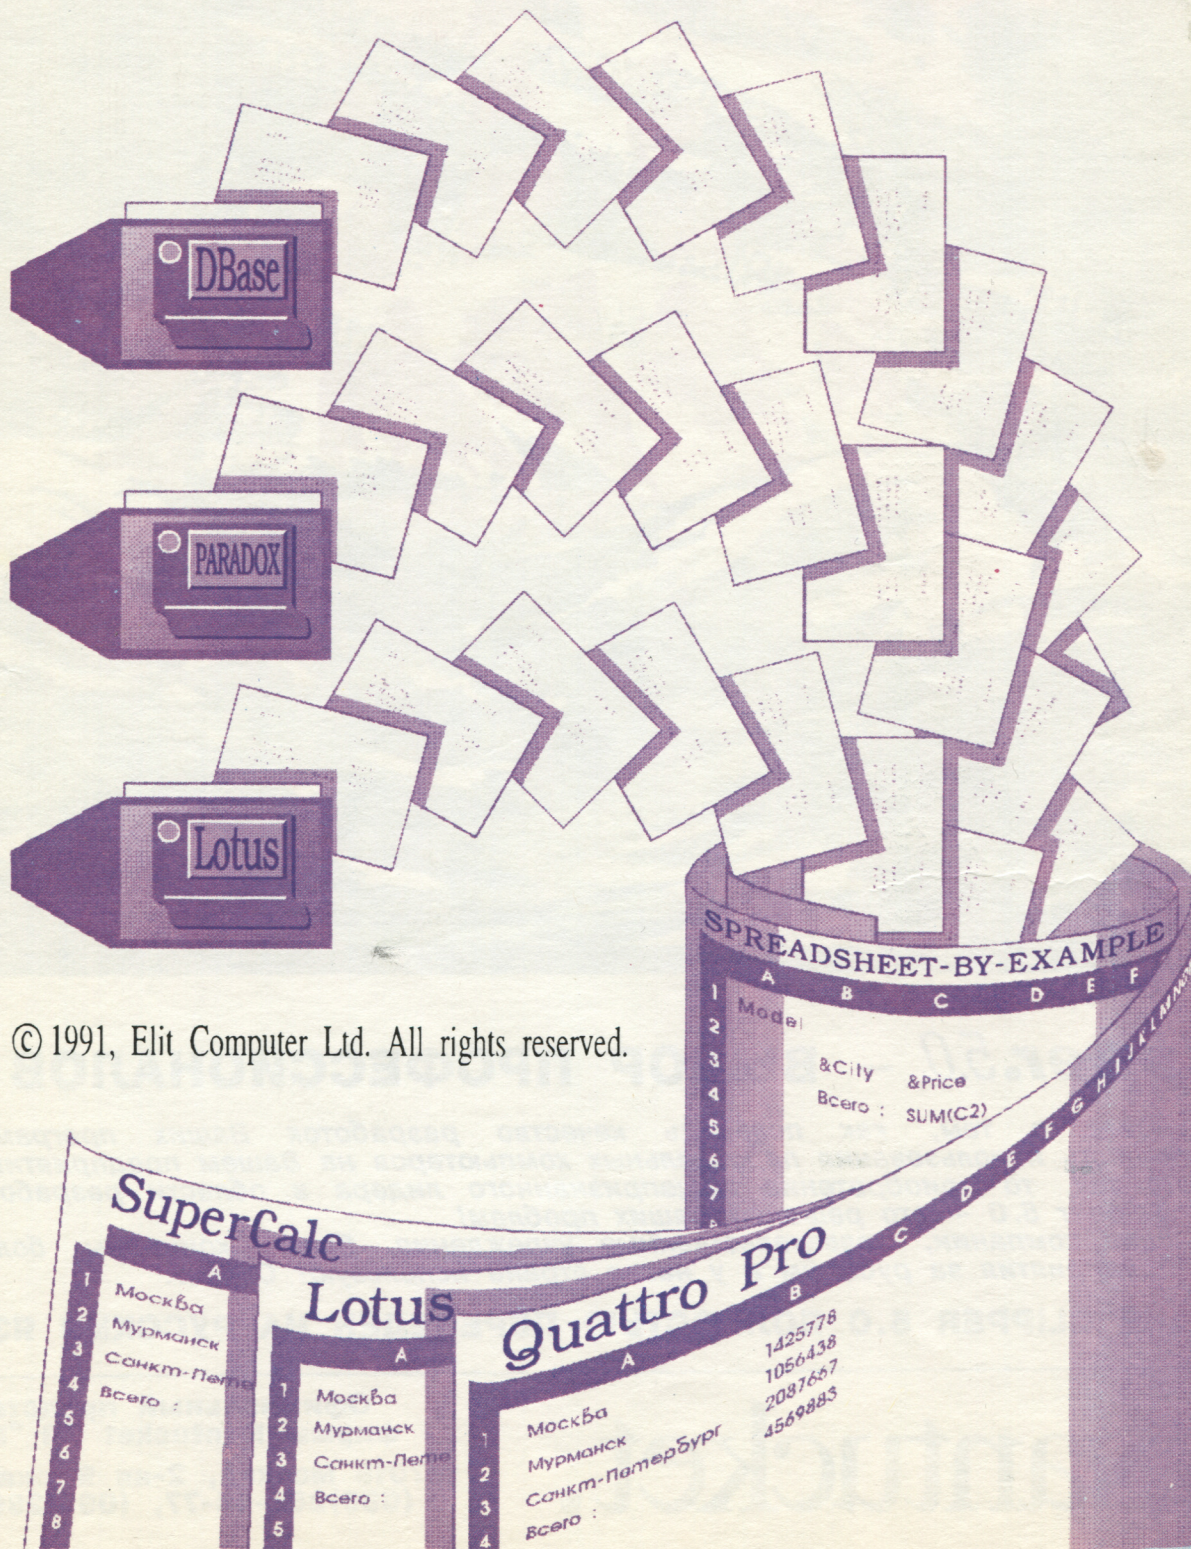 DBase
PARADOX
Lotus
SPREADSHEET-BY-EXAMPLE
A B C D E F
1 Model
2
3 &City &Price
4 Всего : SUM(C2)
5
6
7
© 1991, Elit Computer Ltd. All rights reserved.
SuperCalc
A
1 Москва
2 Мурманск
3 Санкт-Пете
4 Всего :
5
6
7
8
Lotus
A
1 Москва
2 Мурманск
3 Санкт-Пете
4 Всего :
5
Quattro Pro
A B C D E F G H I J K L M N
1 Москва 1425778
2 Мурманск 1056438
3 Санкт-Петербург 2087667
4 Всего : 4569883